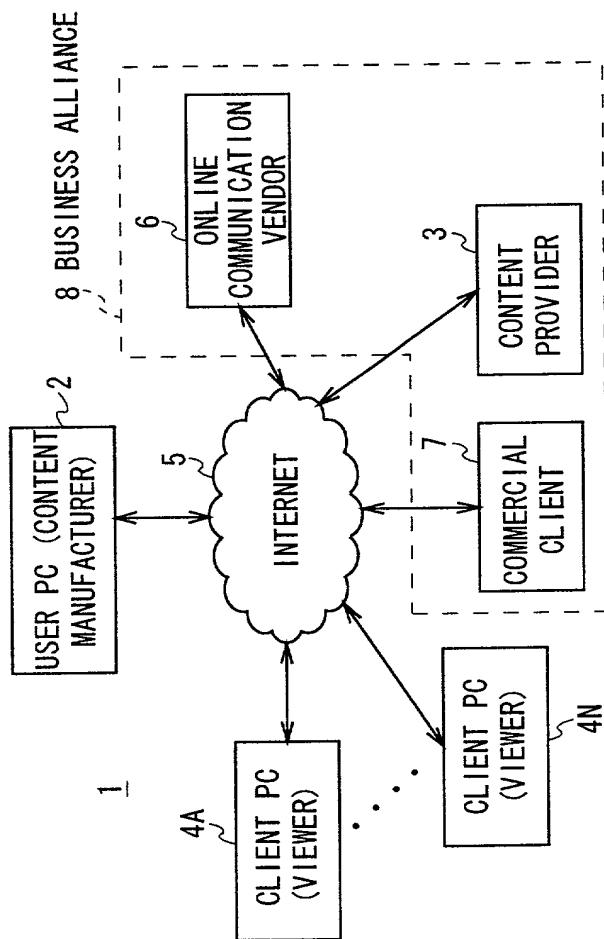 1
8 BUSINESS ALLIANCE
2
USER PC (CONTENT
MANUFACTURER)
6
ONLINE
COMMUNICATION
VENDOR
5
INTERNET
3
CONTENT
PROVIDER
7
COMMERCIAL
CLIENT
4A
CLIENT PC
(VIEWER)
CLIENT PC
(VIEWER)
4N